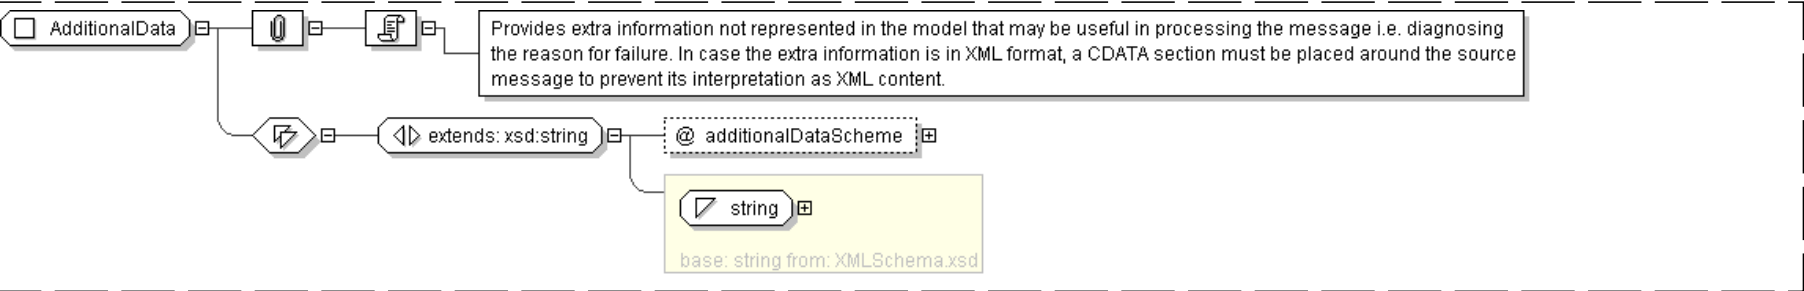 AdditionalData
Provides extra information not represented in the model that may be useful in processing the message i.e. diagnosing
the reason for failure. In case the extra information is in XML format, a CDATA section must be placed around the source
message to prevent its interpretation as XML content.
extends: xsd:string
@ additionalDataScheme
string
base: string from: XMLSchema.xsd